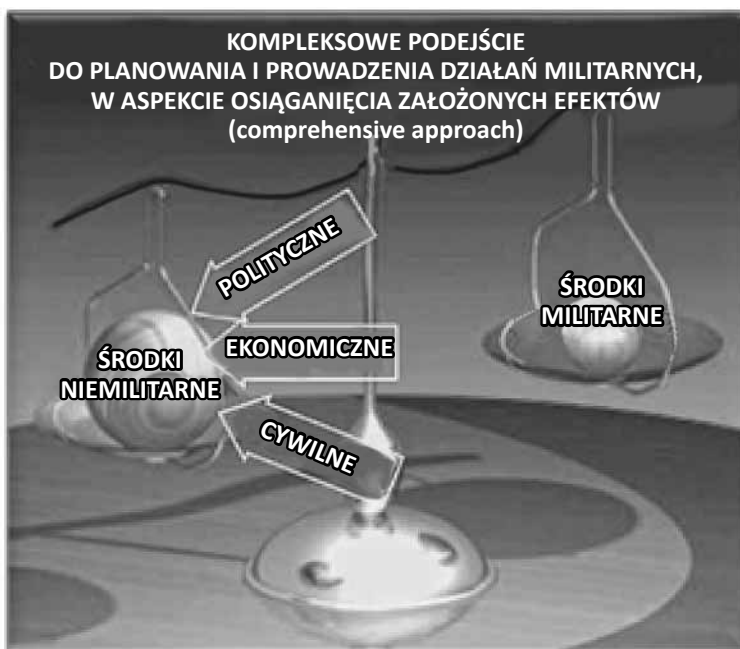 KOMPLEKSOWE PODEJŚCIE
DO PLANOWANIA I PROWADZENIA DZIAŁAŃ MILITARNYCH,
W ASPEKCIE OSIĄGANIĘCIA ZAŁOŻONYCH EFEKTÓW
(comprehensive approach)
POLITYCZNE
ŚRODKI
MILITARNE
EKONOMICZNE
ŚRODKI
NIEMILITARNE
CYWILNE